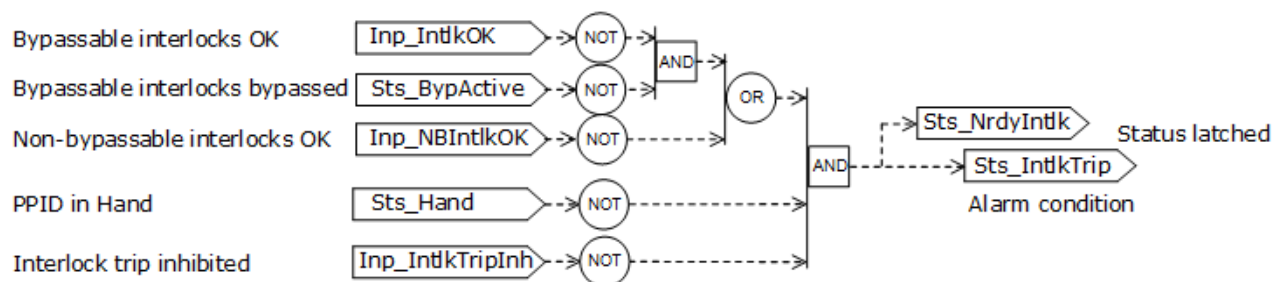 Bypassable interlocks OK Inp_IntlkOK NOT
AND
Bypassable interlocks bypassed Sts_BypActive NOT
OR
Non-bypassable interlocks OK Inp_NBIntlkOK NOT
Sts_NrdyIntlk Status latched
AND Sts_IntlkTrip
PPID in Hand Sts_Hand NOT
Alarm condition
Interlock trip inhibited Inp_IntlkTripInh NOT